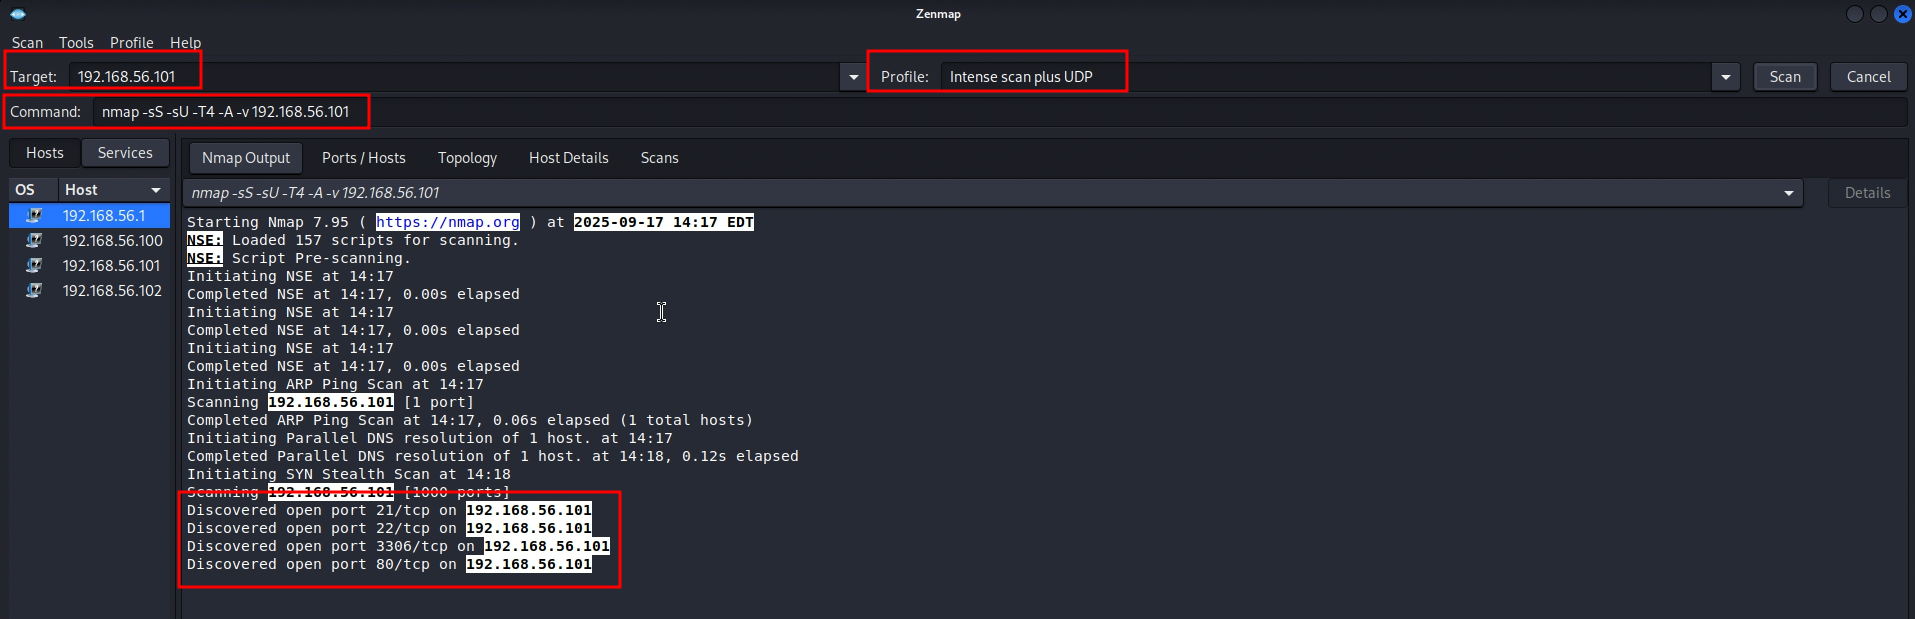 Zenmap
Scan Tools Profile Help
Target: 192.168.56.101 Profile: Intense scan plus UDP Scan Cancel
Command: nmap -sS -sU -T4 -A -v 192.168.56.101
Hosts Services Nmap Output Ports / Hosts Topology Host Details Scans
OS Host nmap -sS -sU -T4 -A -v 192.168.56.101 Details
192.168.56.1
192.168.56.100
192.168.56.101
192.168.56.102
Starting Nmap 7.95 ( https://nmap.org ) at 2025-09-17 14:17 EDT
NSE: Loaded 157 scripts for scanning.
NSE: Script Pre-scanning.
Initiating NSE at 14:17
Completed NSE at 14:17, 0.00s elapsed
Initiating NSE at 14:17
Completed NSE at 14:17, 0.00s elapsed
Initiating NSE at 14:17
Completed NSE at 14:17, 0.00s elapsed
Initiating ARP Ping Scan at 14:17
Scanning 192.168.56.101 [1 port]
Completed ARP Ping Scan at 14:17, 0.06s elapsed (1 total hosts)
Initiating Parallel DNS resolution of 1 host. at 14:17
Completed Parallel DNS resolution of 1 host. at 14:18, 0.12s elapsed
Initiating SYN Stealth Scan at 14:18
Scanning 192.168.56.101 [1000 ports]
Discovered open port 21/tcp on 192.168.56.101
Discovered open port 22/tcp on 192.168.56.101
Discovered open port 3306/tcp on 192.168.56.101
Discovered open port 80/tcp on 192.168.56.101